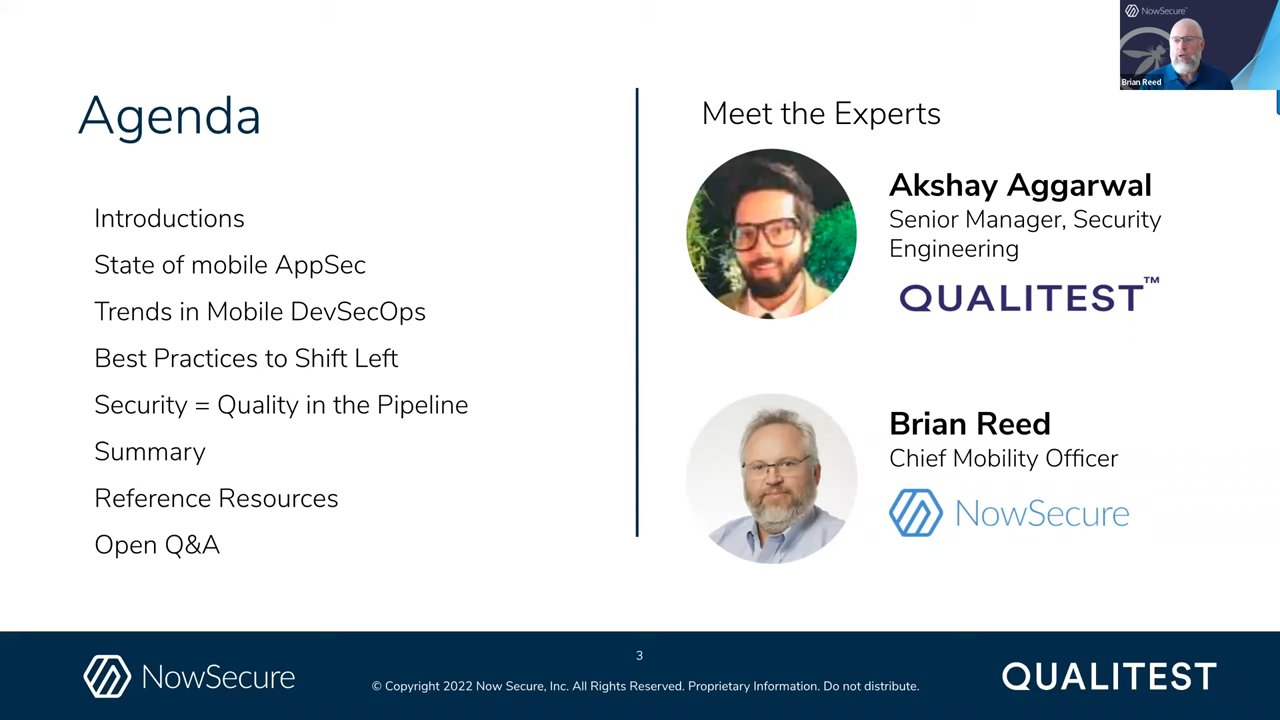 NowSecure™
Brian Reed
Agenda
Introductions
State of mobile AppSec
Trends in Mobile DevSecOps
Best Practices to Shift Left
Security = Quality in the Pipeline
Summary
Reference Resources
Open Q&A
Meet the Experts
Akshay Aggarwal
Senior Manager, Security
Engineering
QUALITEST™
Brian Reed
Chief Mobility Officer
NowSecure
NowSecure
3
© Copyright 2022 Now Secure, Inc. All Rights Reserved. Proprietary Information. Do not distribute.
QUALITEST